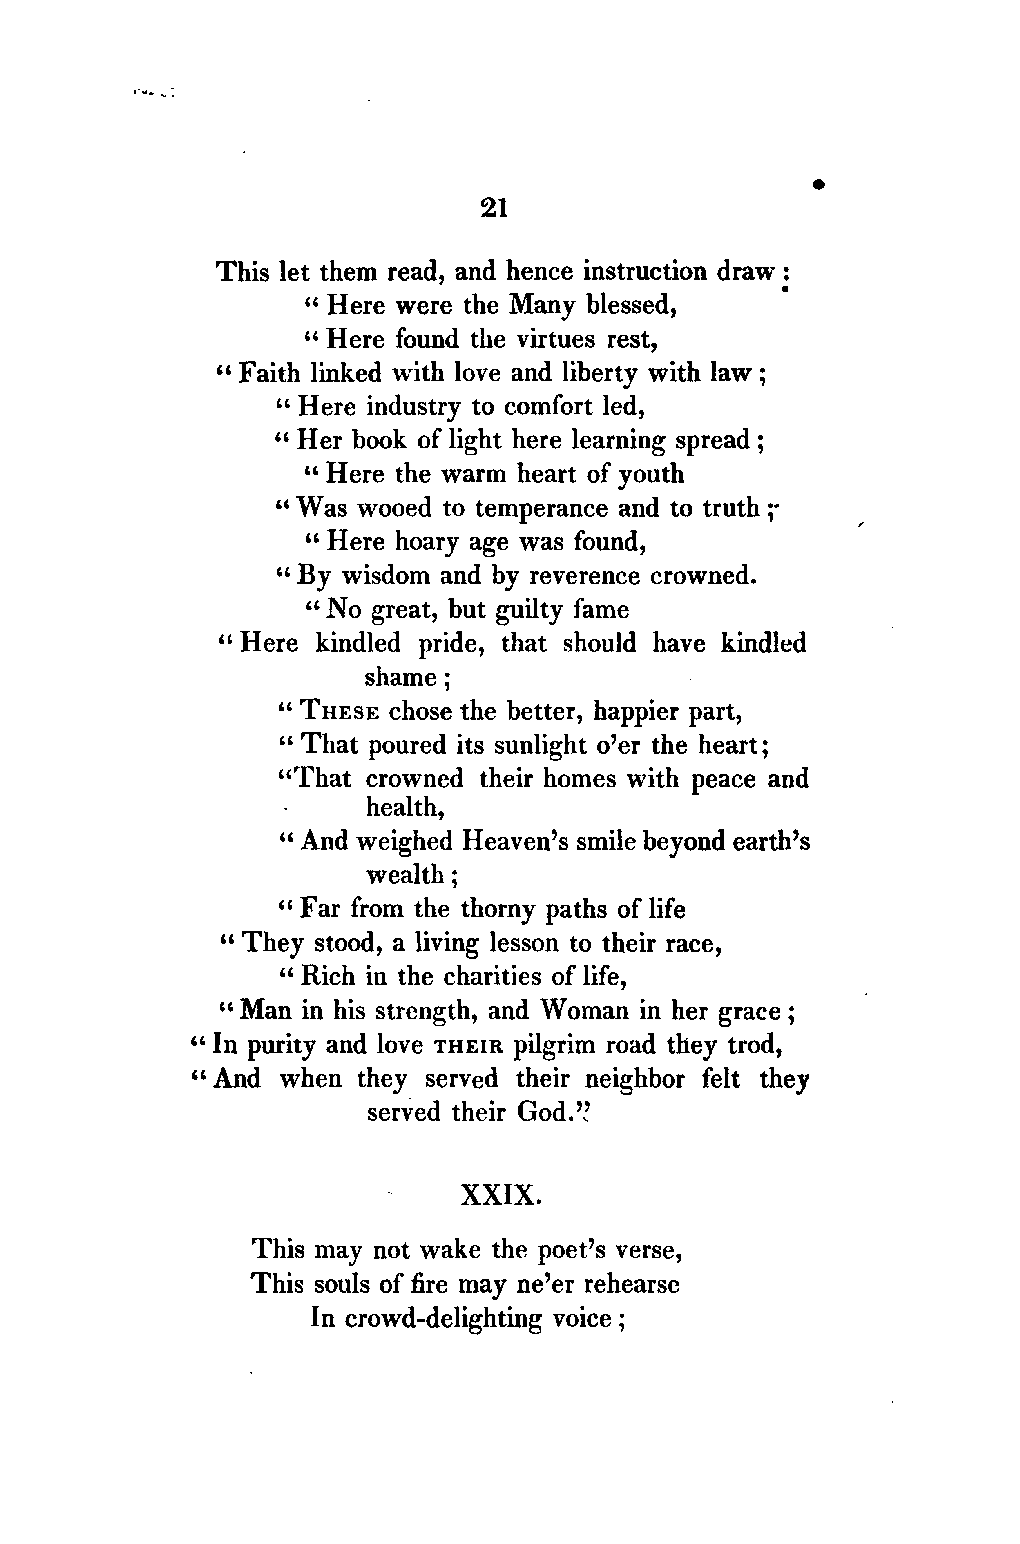 21
This let them read, and hence instruction draw :
“ Here were the Many blessed,
“ Here found the virtues rest,
“ Faith linked with love and liberty with law ;
“ Here industry to comfort led,
“ Her book of light here learning spread ;
“ Here the warm heart of youth
“ Was wooed to temperance and to truth ;
“ Here hoary age was found,
“ By wisdom and by reverence crowned.
“ No great, but guilty fame
“ Here kindled pride, that should have kindled
shame ;
“ THESE chose the better, happier part,
“ That poured its sunlight o’er the heart ;
“That crowned their homes with peace and
health,
“ And weighed Heaven’s smile beyond earth’s
wealth ;
“ Far from the thorny paths of life
“ They stood, a living lesson to their race,
“ Rich in the charities of life,
“ Man in his strength, and Woman in her grace ;
“ In purity and love THEIR pilgrim road they trod,
“ And when they served their neighbor felt they
served their God.”
XXIX.
This may not wake the poet’s verse,
This souls of fire may ne’er rehearse
In crowd-delighting voice ;